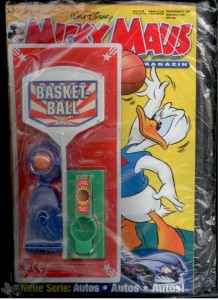 Walt Disney
MICKY MAUS
MAGAZIN
BASKET-
BALL
Neue Serie: Autos • Autos • Autos!